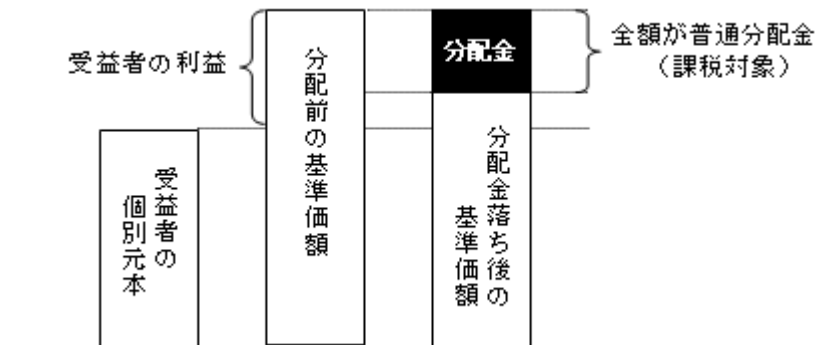 受益者の利益
分配前の基準価額
分配金
全額が普通分配金
（課税対象）
受益者の
個別元本
分配金落ち後の
基準価額